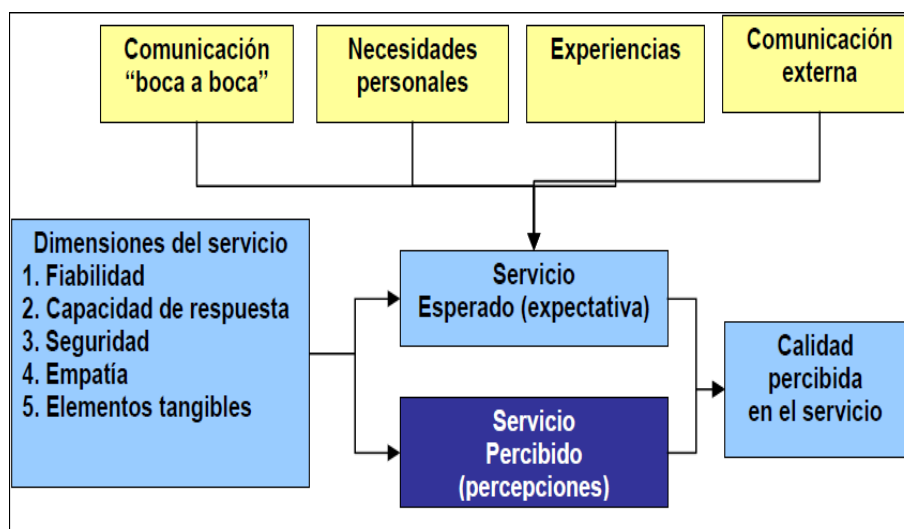 Comunicación
“boca a boca”
Necesidades
personales
Experiencias
Comunicación
externa
Dimensiones del servicio
1. Fiabilidad
2. Capacidad de respuesta
3. Seguridad
4. Empatía
5. Elementos tangibles
Servicio
Esperado (expectativa)
Servicio
Percibido
(percepciones)
Calidad
percibida
en el servicio